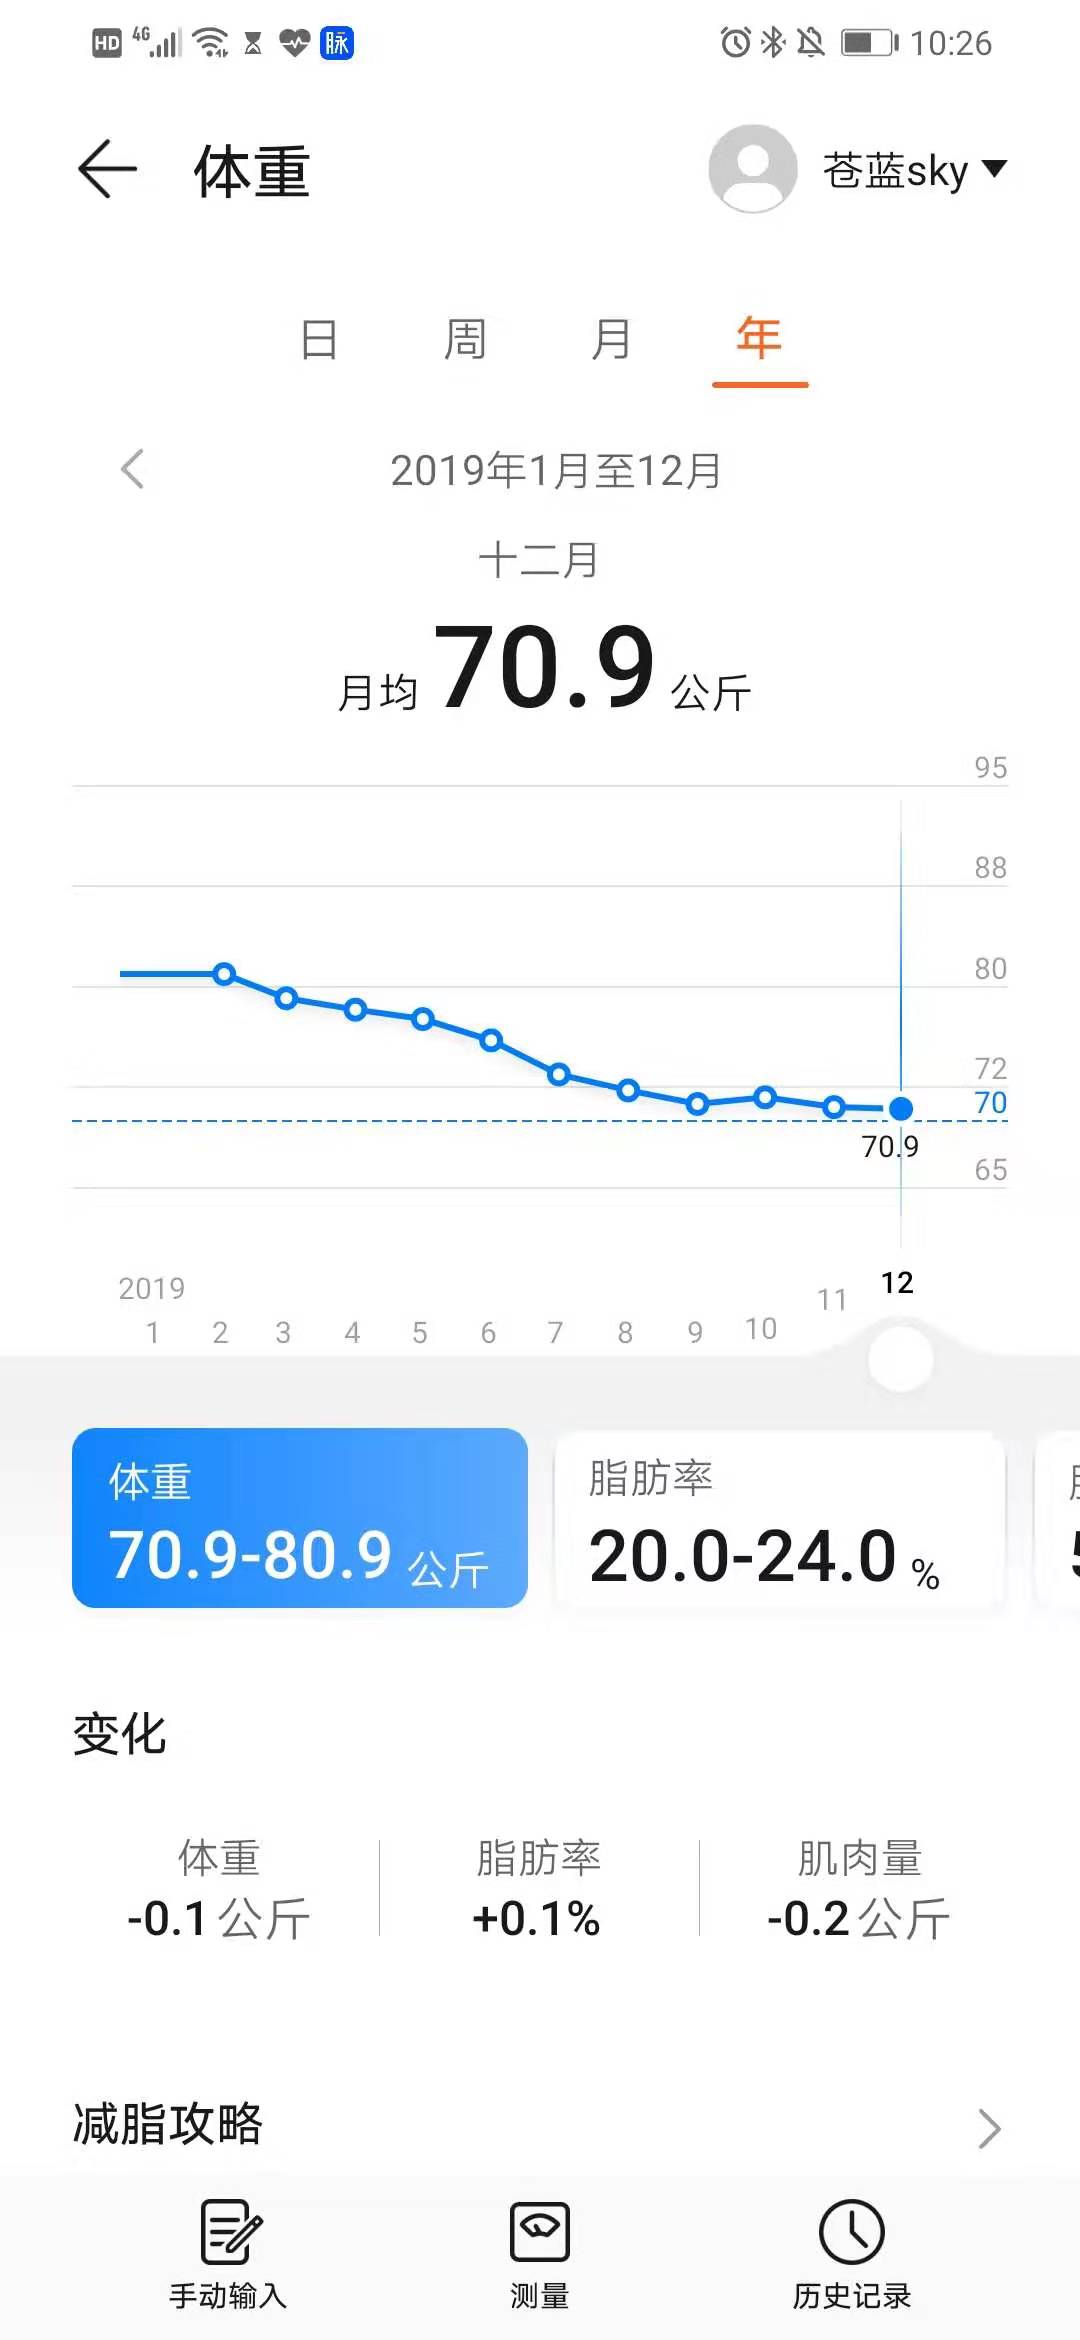 HD 4G 脉 10:26
体重 苍蓝sky
日 周 月 年
2019年1月至12月
十二月
月均 70.9 公斤
95
88
80
72
70
70.9
65
2019
1 2 3 4 5 6 7 8 9 10 11 12
体重 脂肪率
70.9-80.9 公斤 20.0-24.0 %
变化
体重 脂肪率 肌肉量
-0.1公斤 +0.1% -0.2公斤
减脂攻略
手动输入 测量 历史记录